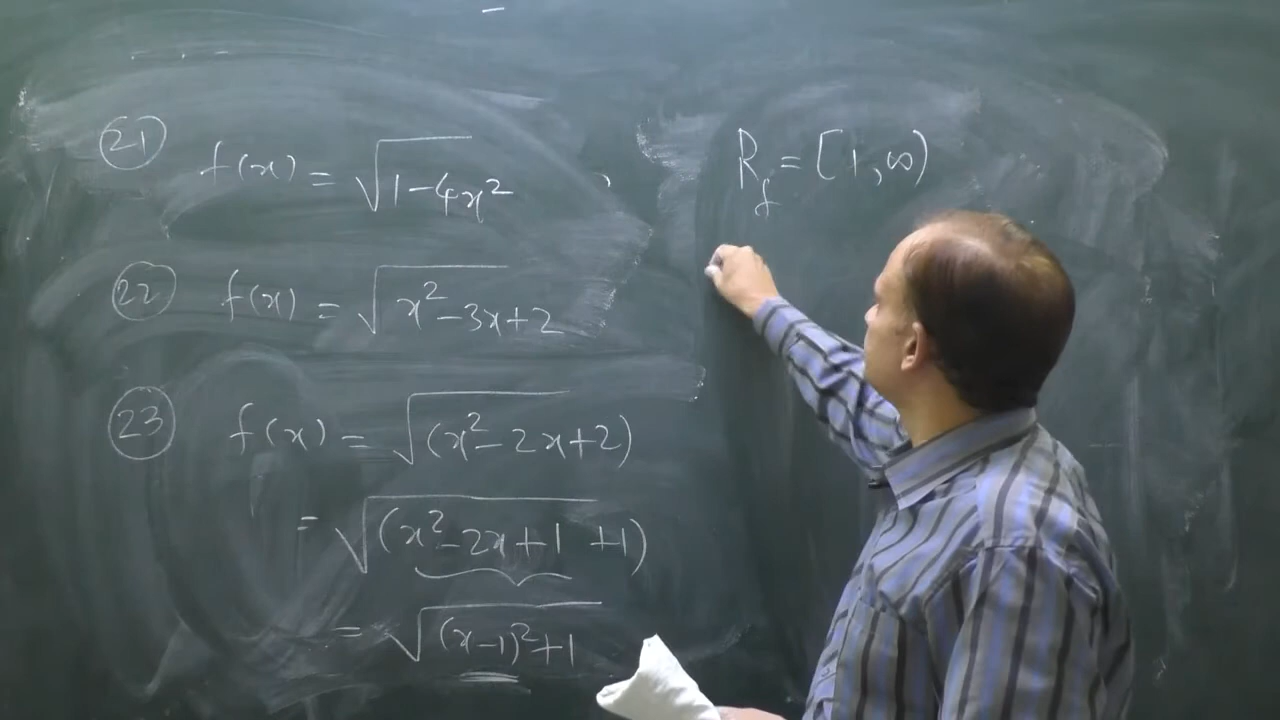 (21) f(x) = √1-4x²
R_f = [1,∞)
(22) f(x) = √x²-3x+2
(23) f(x) = √(x²-2x+2)
= √(x²-2x+1 +1)
= √(x-1)²+1